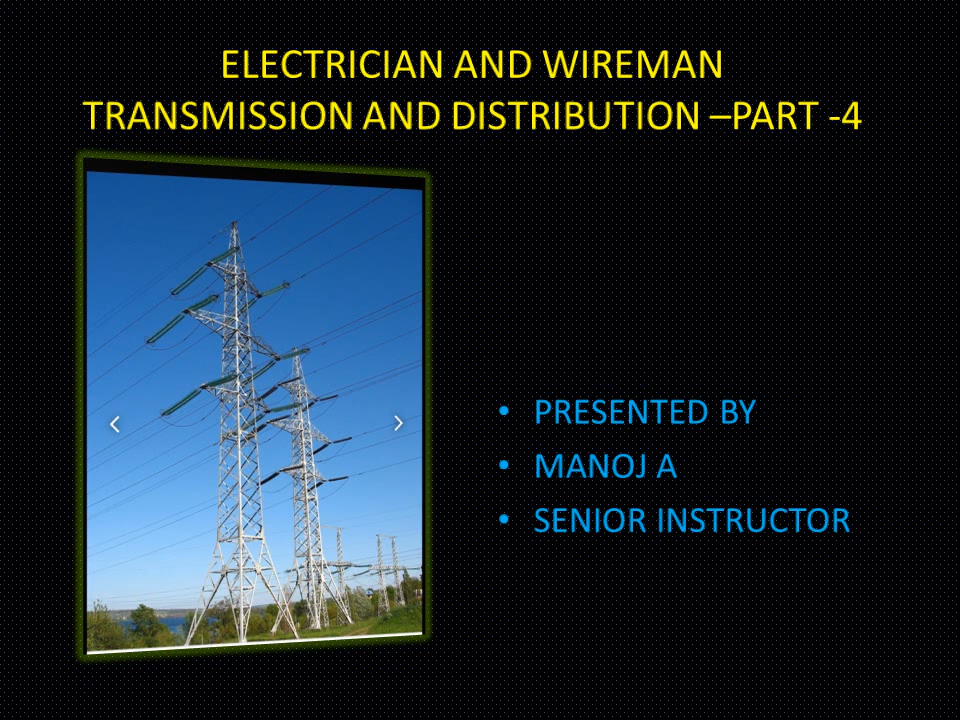 ELECTRICIAN AND WIREMAN
TRANSMISSION AND DISTRIBUTION –PART -4
• PRESENTED BY
• MANOJ A
• SENIOR INSTRUCTOR